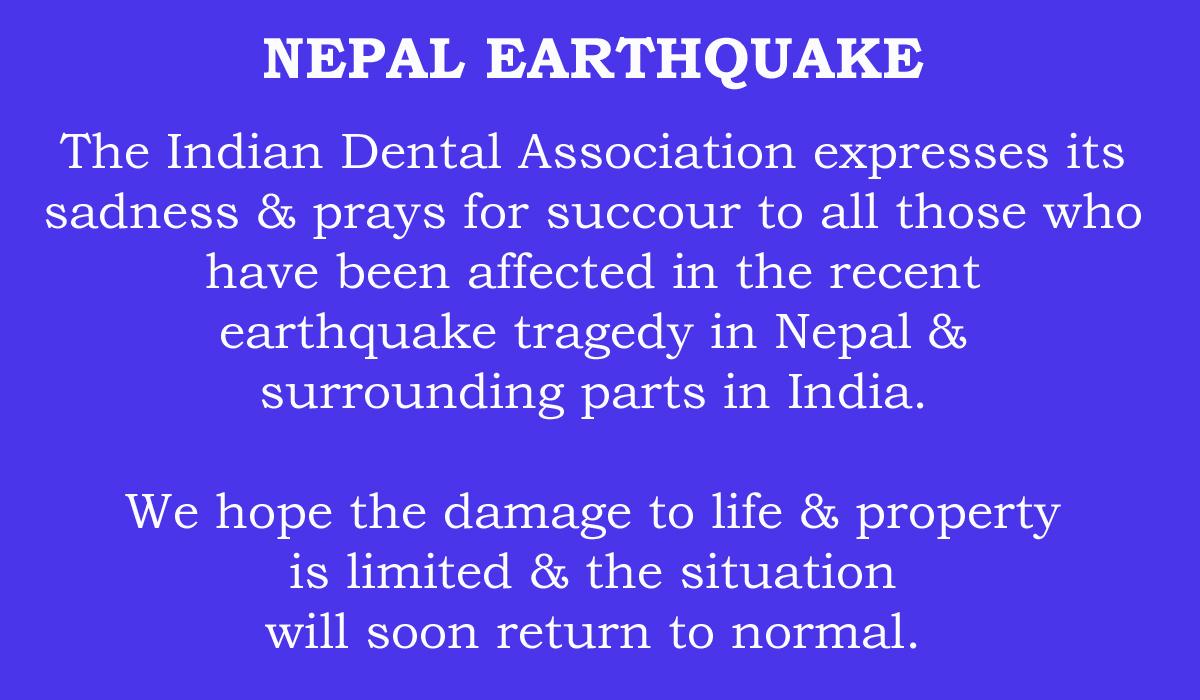 NEPAL EARTHQUAKE
The Indian Dental Association expresses its
sadness & prays for succour to all those who
have been affected in the recent
earthquake tragedy in Nepal &
surrounding parts in India.
We hope the damage to life & property
is limited & the situation
will soon return to normal.